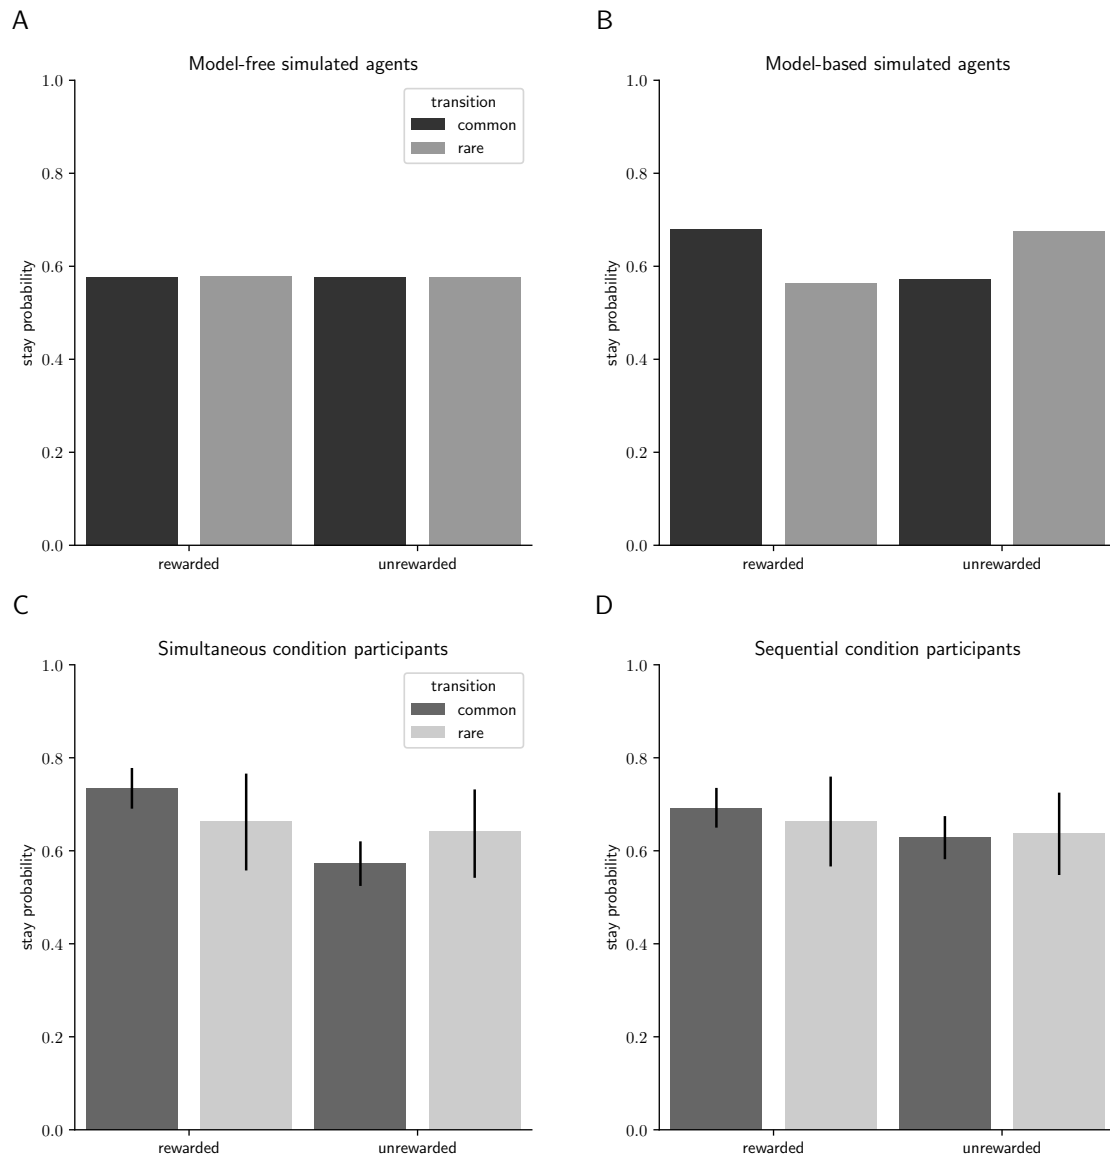 A
Model-free simulated agents
1.0
0.8
0.6
0.4
0.2
0.0
stay probability
transition
common
rare
rewarded
unrewarded
B
Model-based simulated agents
1.0
0.8
0.6
0.4
0.2
0.0
stay probability
rewarded
unrewarded
C
Simultaneous condition participants
1.0
0.8
0.6
0.4
0.2
0.0
stay probability
transition
common
rare
rewarded
unrewarded
D
Sequential condition participants
1.0
0.8
0.6
0.4
0.2
0.0
stay probability
rewarded
unrewarded